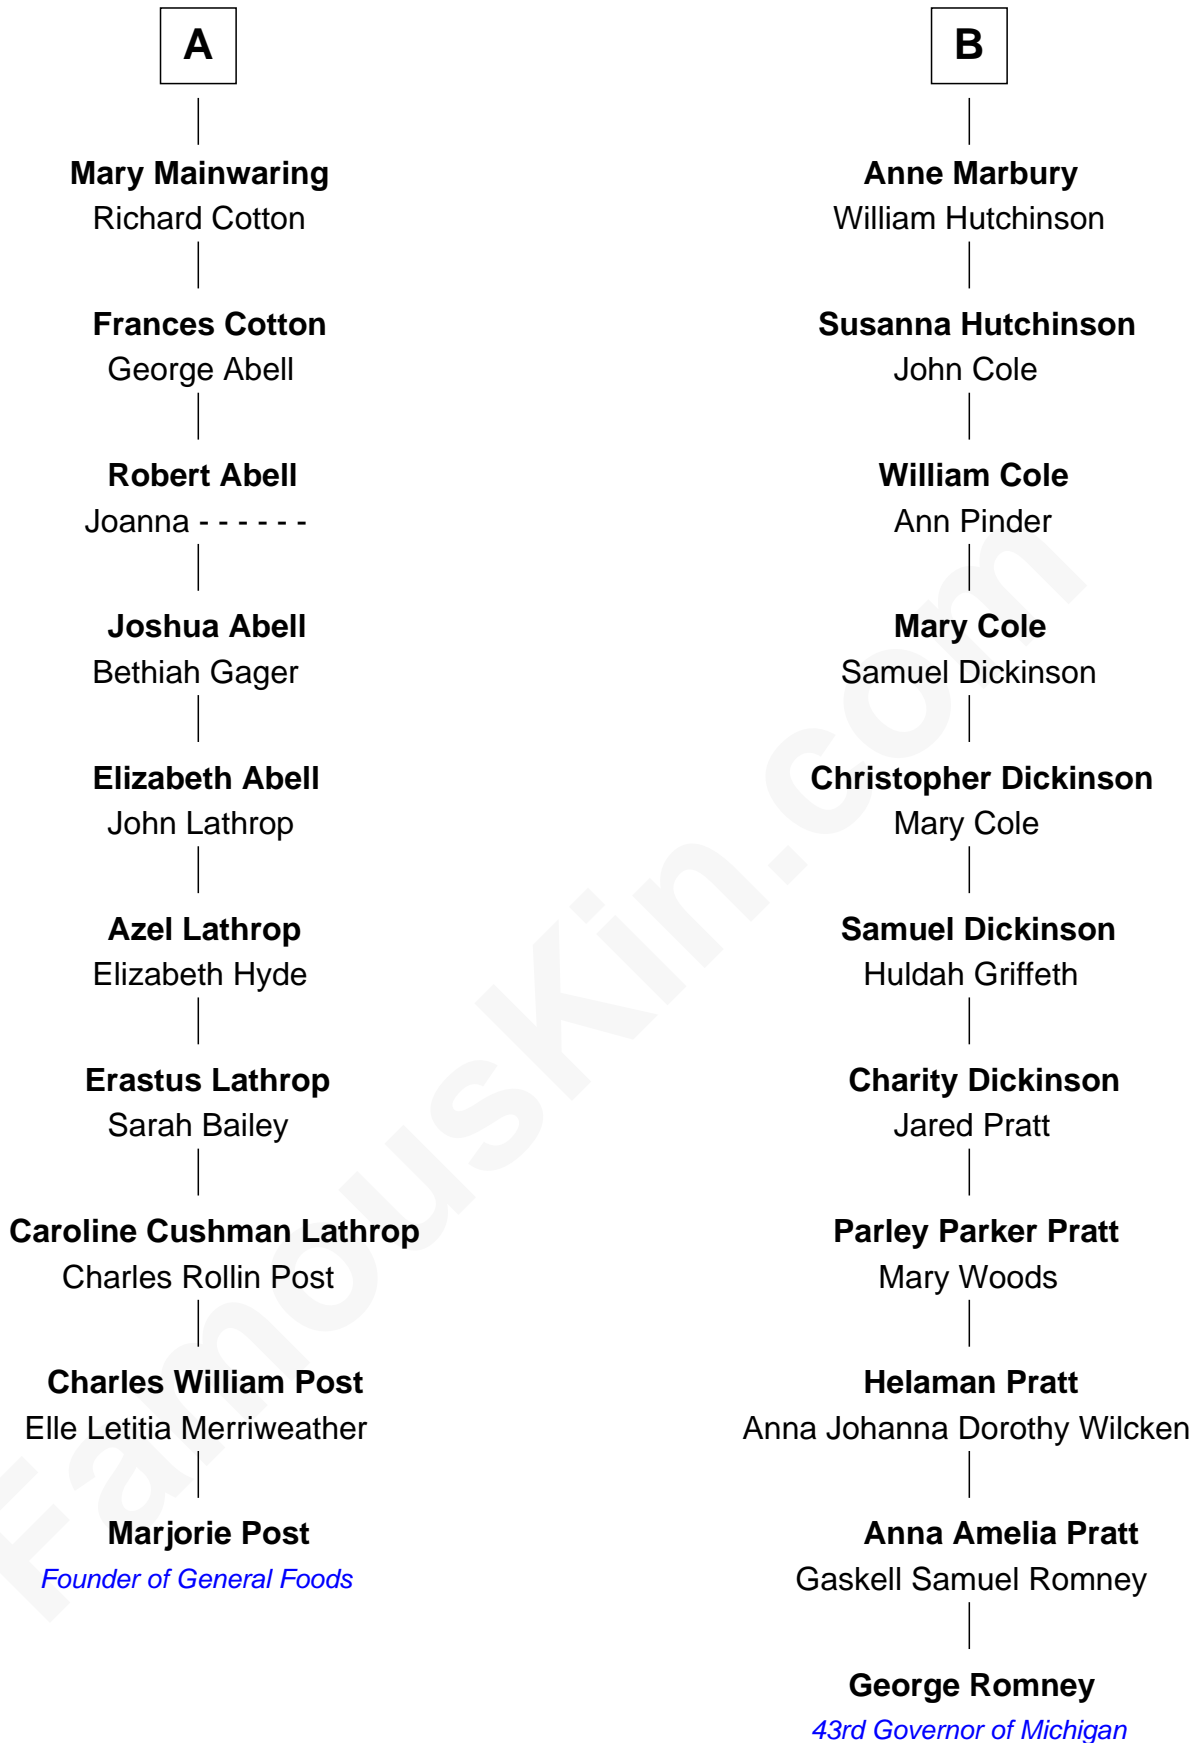 A
Mary Mainwaring
Richard Cotton
Frances Cotton
George Abell
Robert Abell
Joanna - - - - - -
Joshua Abell
Bethiah Gager
Elizabeth Abell
John Lathrop
Azel Lathrop
Elizabeth Hyde
Erastus Lathrop
Sarah Bailey
Caroline Cushman Lathrop
Charles Rollin Post
Charles William Post
Elle Letitia Merriweather
Marjorie Post
Founder of General Foods
B
Anne Marbury
William Hutchinson
Susanna Hutchinson
John Cole
William Cole
Ann Pinder
Mary Cole
Samuel Dickinson
Christopher Dickinson
Mary Cole
Samuel Dickinson
Huldah Griffeth
Charity Dickinson
Jared Pratt
Parley Parker Pratt
Mary Woods
Helaman Pratt
Anna Johanna Dorothy Wilcken
Anna Amelia Pratt
Gaskell Samuel Romney
George Romney
43rd Governor of Michigan
FamousKin.com